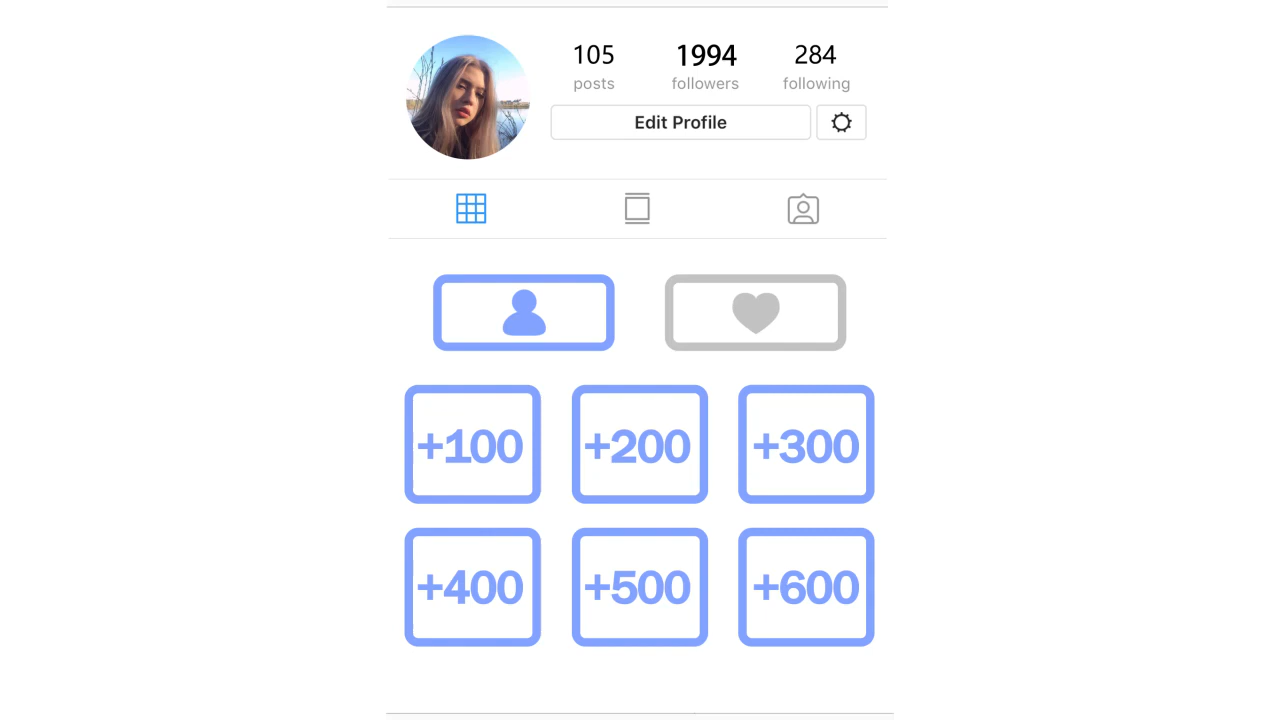 105 1994 284
posts followers following
Edit Profile
+100 +200 +300
+400 +500 +600